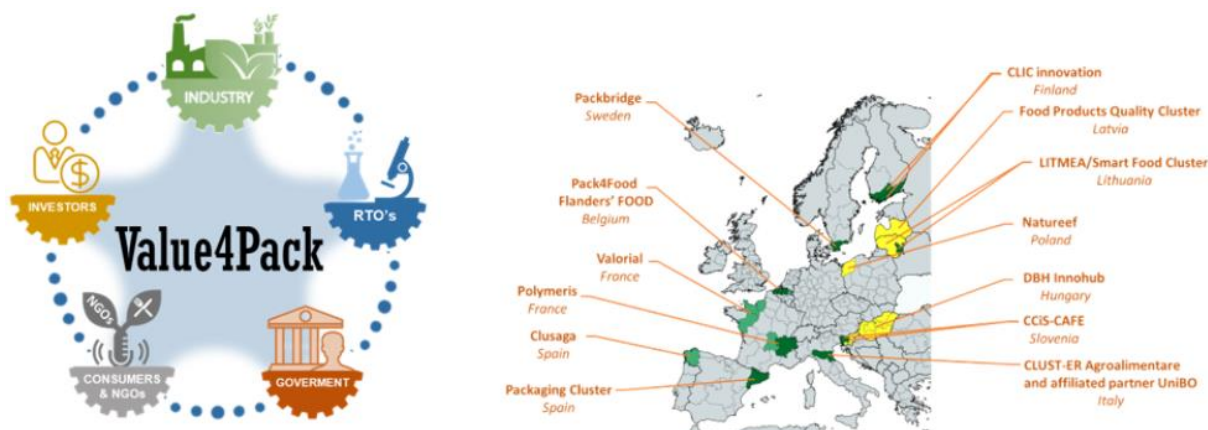 INDUSTRY
INVESTORS
RTO's
Value4Pack
NGOs
CONSUMERS
& NGOs
GOVERMENT
Packbridge
Sweden
Pack4Food
Flanders' FOOD
Belgium
Valorial
France
Polymeris
France
Clusaga
Spain
Packaging Cluster
Spain
CLIC innovation
Finland
Food Products Quality Cluster
Latvia
LITMEA/Smart Food Cluster
Lithuania
Natureef
Poland
DBH Innohub
Hungary
CCiS-CAFE
Slovenia
CLUST-ER Agroalimentare
and affiliated partner UniBO
Italy